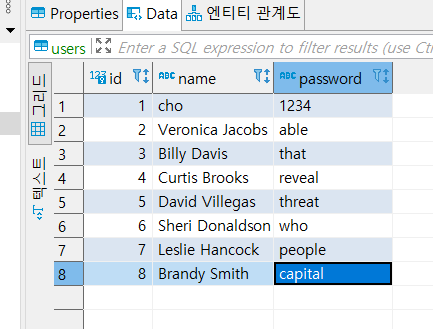 Properties Data 엔티티 관계도
users Enter a SQL expression to filter results (use Ct
그리드
텍스트
123 id ABC name ABC password
1 1 cho 1234
2 2 Veronica Jacobs able
3 3 Billy Davis that
4 4 Curtis Brooks reveal
5 5 David Villegas threat
6 6 Sheri Donaldson who
7 7 Leslie Hancock people
8 8 Brandy Smith capital